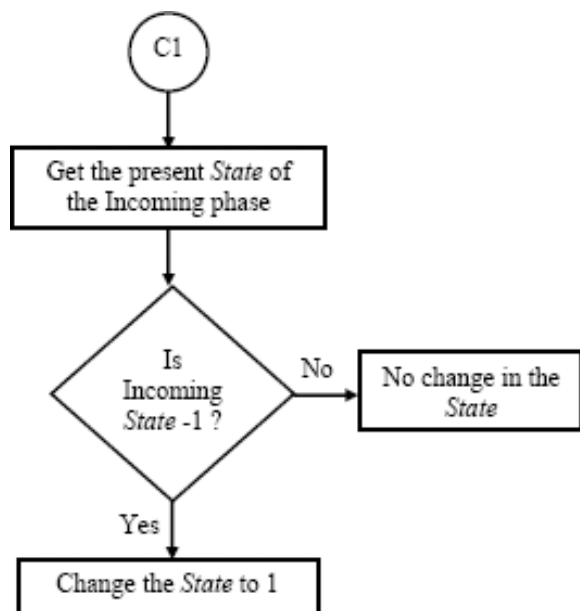 C1
Get the present State of
the Incoming phase
Is
Incoming
State -1 ?
No
No change in the
State
Yes
Change the State to 1